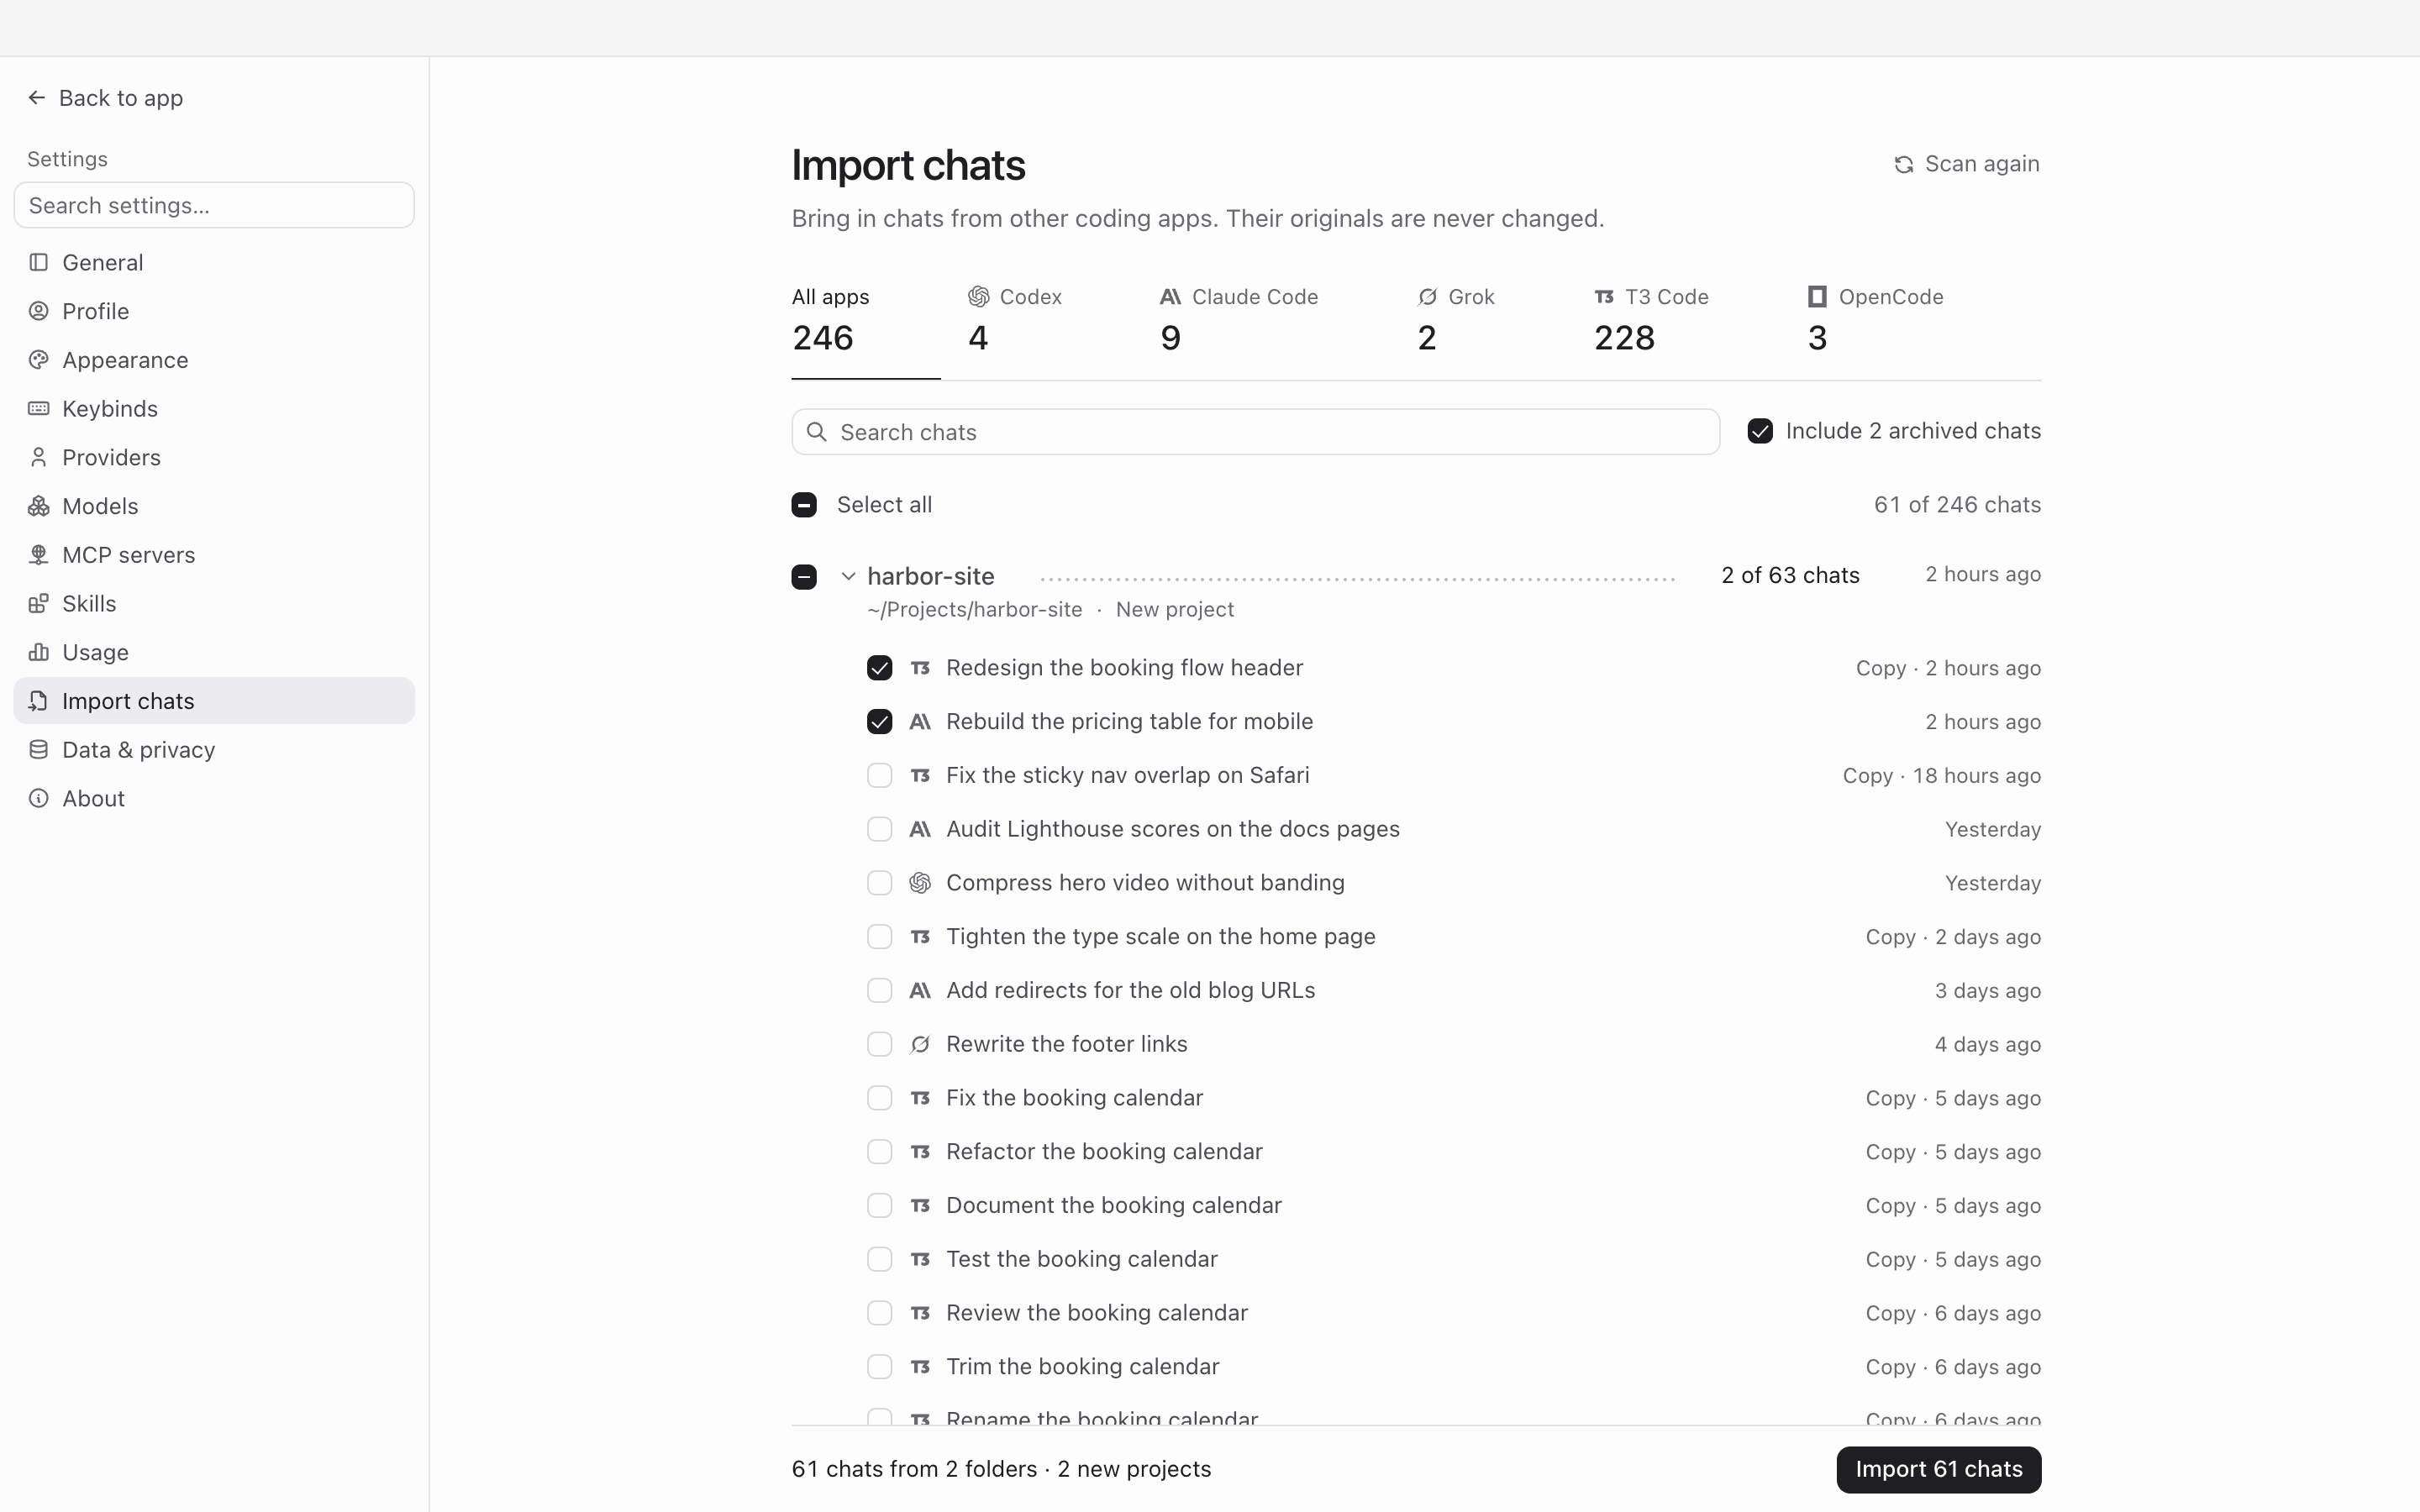 Back to app
Settings
Search settings...
General
Profile
Appearance
Keybinds
Providers
Models
MCP servers
Skills
Usage
Import chats
Data & privacy
About
Import chats
Scan again
Bring in chats from other coding apps. Their originals are never changed.
All apps Codex Claude Code Grok T3 T3 Code OpenCode
246 4 9 2 228 3
Search chats Include 2 archived chats
Select all 61 of 246 chats
harbor-site 2 of 63 chats 2 hours ago
~/Projects/harbor-site · New project
T3 Redesign the booking flow header Copy · 2 hours ago
Rebuild the pricing table for mobile 2 hours ago
T3 Fix the sticky nav overlap on Safari Copy · 18 hours ago
Audit Lighthouse scores on the docs pages Yesterday
Compress hero video without banding Yesterday
T3 Tighten the type scale on the home page Copy · 2 days ago
Add redirects for the old blog URLs 3 days ago
Rewrite the footer links 4 days ago
T3 Fix the booking calendar Copy · 5 days ago
T3 Refactor the booking calendar Copy · 5 days ago
T3 Document the booking calendar Copy · 5 days ago
T3 Test the booking calendar Copy · 5 days ago
T3 Review the booking calendar Copy · 6 days ago
T3 Trim the booking calendar Copy · 6 days ago
T3 Rename the booking calendar Copy · 6 days ago
61 chats from 2 folders · 2 new projects Import 61 chats